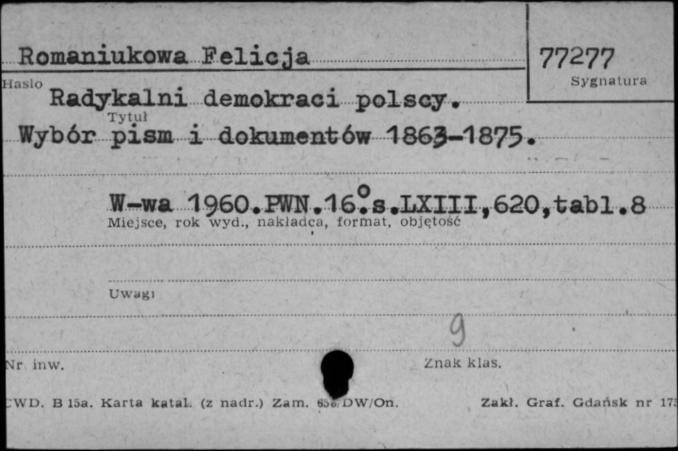 Romaniukowa Felicja
77277
Hasło
Sygnatura
Radykalni demokraci polscy.
Tytuł
Wybór pism i dokumentów 1863-1875.
W-wa 1960.PWN.16°.s.LXIII,620,tabl.8
Miejsce, rok wyd., nakładca, format, objętość
Uwagi
9
Nr inw.
Znak klas.
CWD. B 15a. Karta katal. (z nadr.) Zam. DW/On.
Zakł. Graf. Gdańsk nr